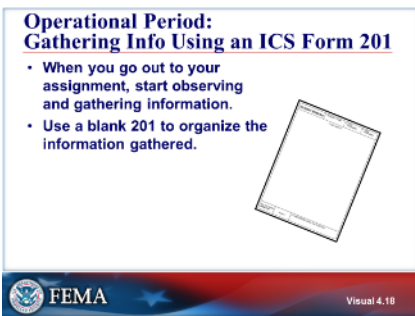 Operational Period:
Gathering Info Using an ICS Form 201
• When you go out to your
assignment, start observing
and gathering information.
• Use a blank 201 to organize the
information gathered.
FEMA
Visual 4.18